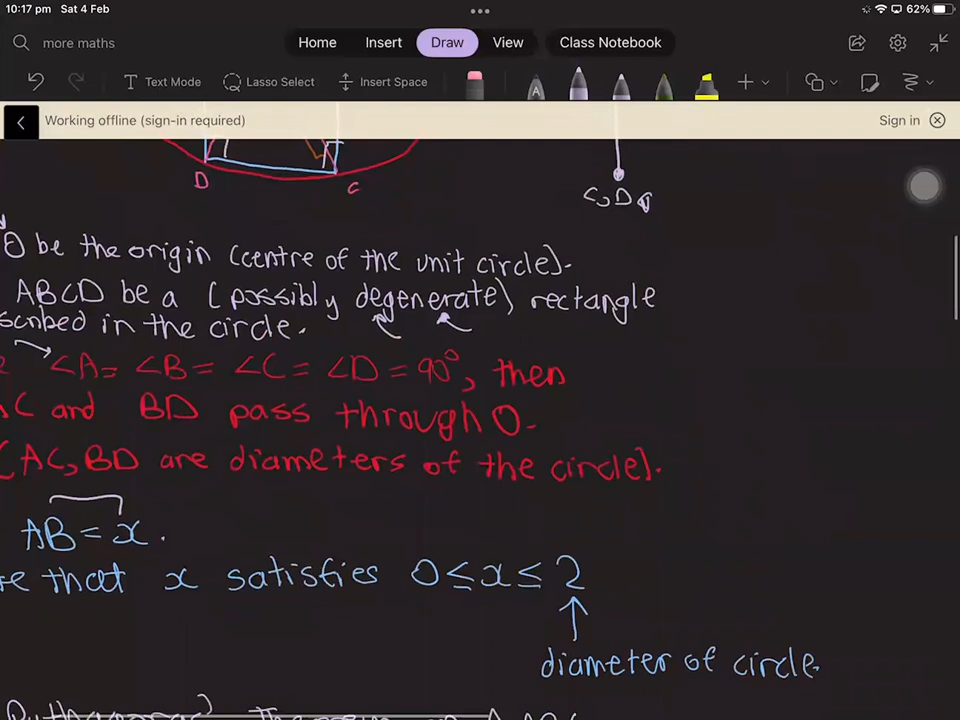 10:17 pm Sat 4 Feb 62%
more maths Home Insert Draw View Class Notebook
Text Mode Lasso Select Insert Space A
Working offline (sign-in required) Sign in
D C
C, D
O be the origin (centre of the unit circle).
ABCD be a (possibly degenerate) rectangle
scribed in the circle.
∠A= ∠B= ∠C= ∠D=90°, then
AC and BD pass through O.
(AC, BD are diameters of the circle).
AB = x.
that x satisfies 0≤x≤2
diameter of circle.